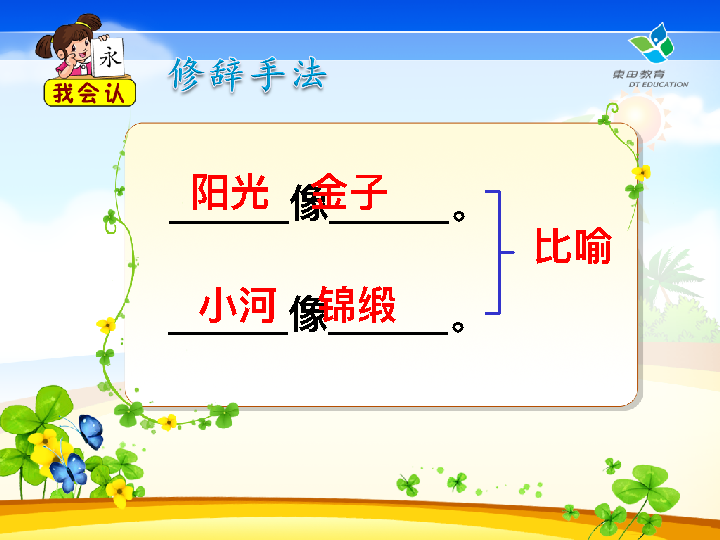 永
我会认
修辞手法
東田教育
DT EDUCATION
阳光像金子。
比喻
小河像锦缎。